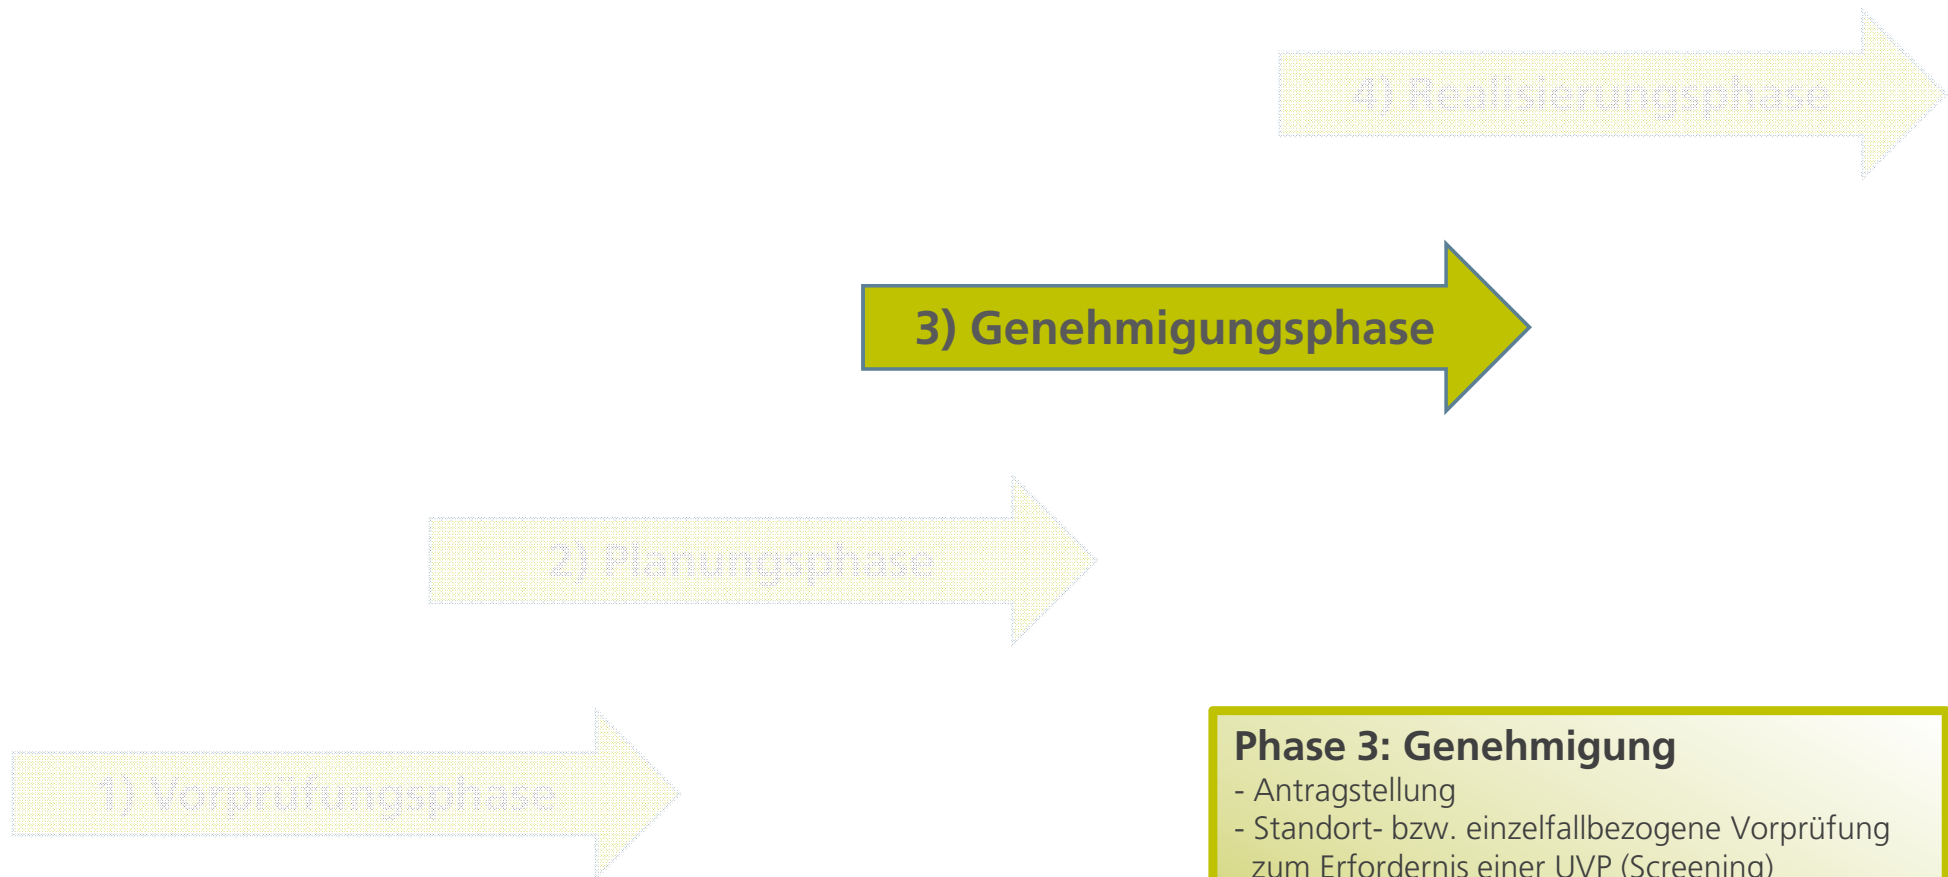 4) Realisierungsphase
3) Genehmigungsphase
2) Planungsphase
1) Vorprüfungsphase
Phase 3: Genehmigung
- Antragstellung
- Standort- bzw. einzelfallbezogene Vorprüfung
zum Erfordernis einer UVP (Screening)